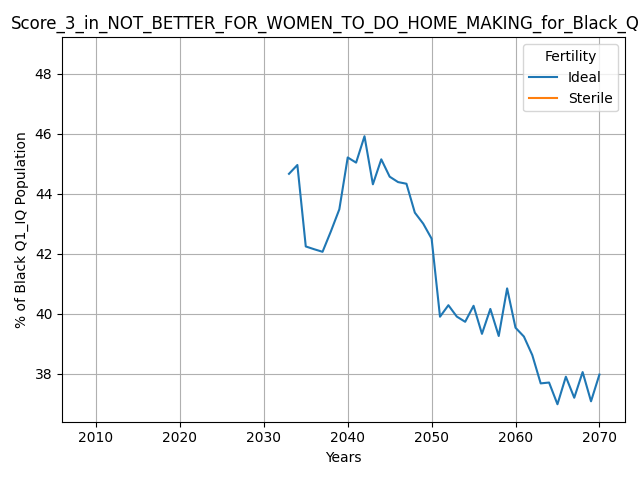 Score_3_in_NOT_BETTER_FOR_WOMEN_TO_DO_HOME_MAKING_for_Black_Q
Fertility
Ideal
Sterile
% of Black Q1_IQ Population
48
46
44
42
40
38
2010 2020 2030 2040 2050 2060 2070
Years